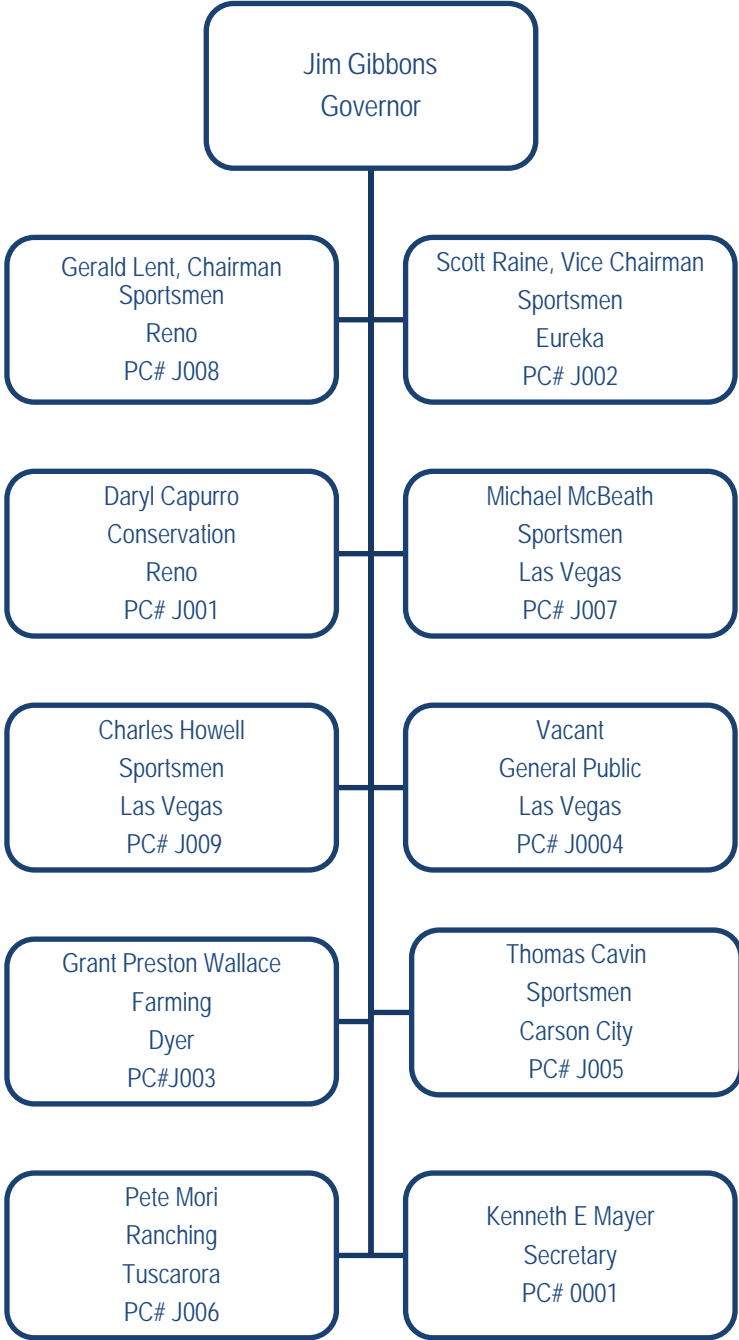 Jim Gibbons
Governor
Gerald Lent, Chairman
Sportsmen
Reno
PC# J008
Scott Raine, Vice Chairman
Sportsmen
Eureka
PC# J002
Daryl Capurro
Conservation
Reno
PC# J001
Michael McBeath
Sportsmen
Las Vegas
PC# J007
Charles Howell
Sportsmen
Las Vegas
PC# J009
Vacant
General Public
Las Vegas
PC# J0004
Grant Preston Wallace
Farming
Dyer
PC#J003
Thomas Cavin
Sportsmen
Carson City
PC# J005
Pete Mori
Ranching
Tuscarora
PC# J006
Kenneth E Mayer
Secretary
PC# 0001